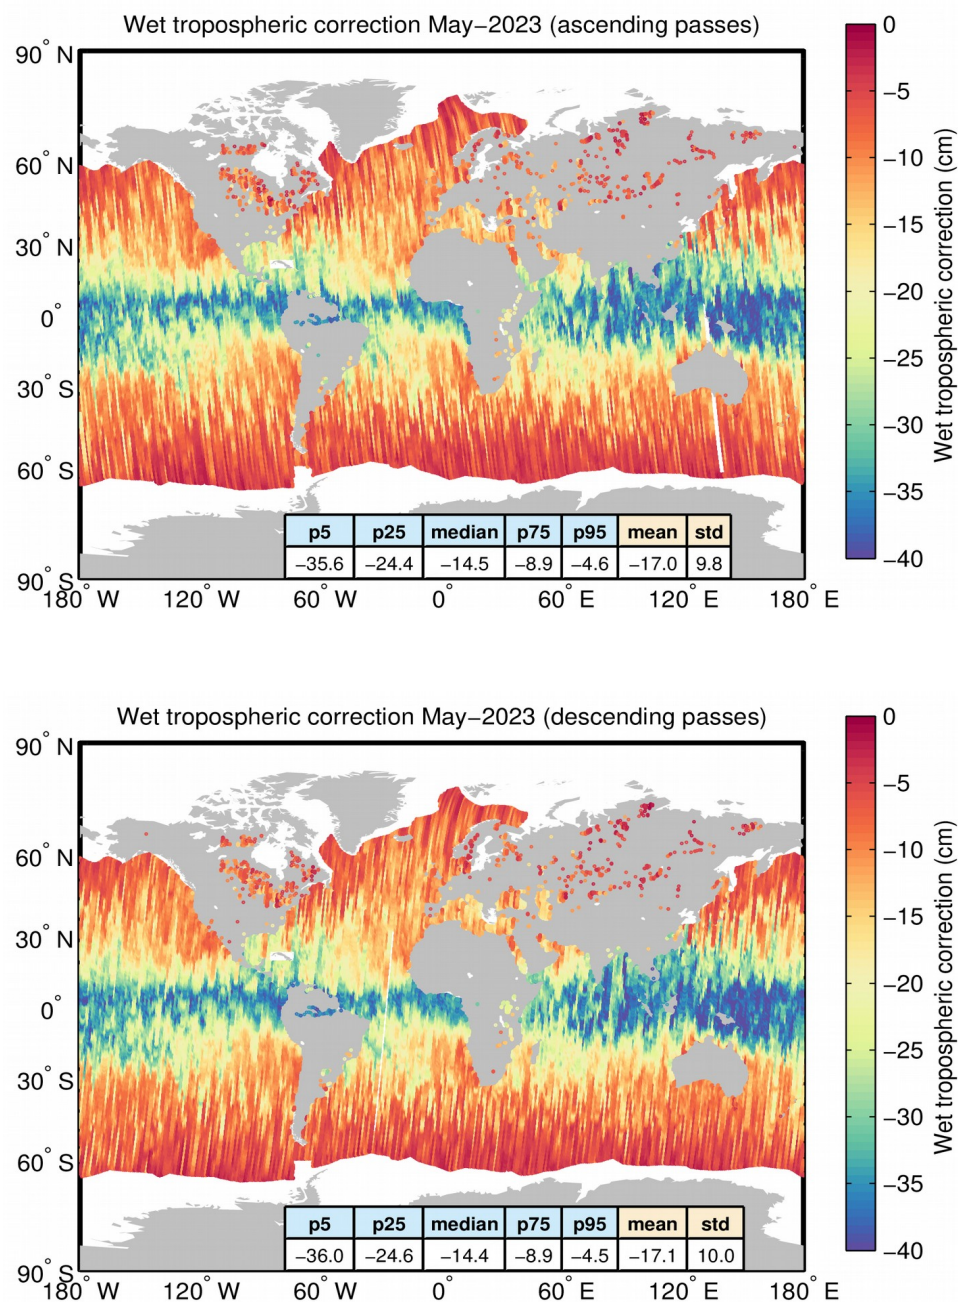 Wet tropospheric correction May−2023 (ascending passes)
90° N
60° N
30° N
0°
30° S
60° S
90° S
180° W 120° W 60° W 0° 60° E 120° E 180° E
p5 p25 median p75 p95 mean std
−35.6 −24.4 −14.5 −8.9 −4.6 −17.0 9.8
0
−5
−10
−15
−20
−25
−30
−35
−40
Wet tropospheric correction (cm)
Wet tropospheric correction May−2023 (descending passes)
90° N
60° N
30° N
0°
30° S
60° S
90° S
180° W 120° W 60° W 0° 60° E 120° E 180° E
p5 p25 median p75 p95 mean std
−36.0 −24.6 −14.4 −8.9 −4.5 −17.1 10.0
0
−5
−10
−15
−20
−25
−30
−35
−40
Wet tropospheric correction (cm)